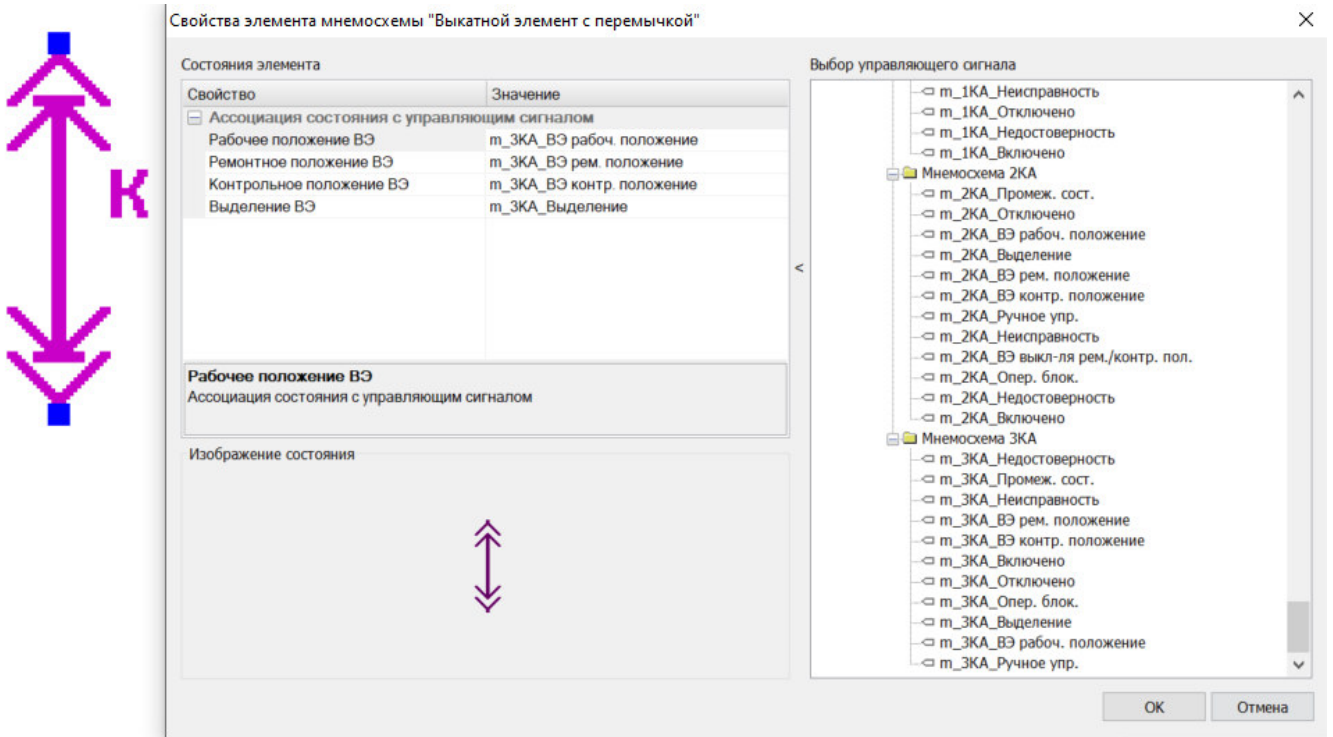 Свойства элемента мнемосхемы "Выкатной элемент с перемычкой"
К
Состояния элемента
Свойство Значение
Ассоциация состояния с управляющим сигналом
Рабочее положение ВЭ m_3КА_ВЭ рабоч. положение
Ремонтное положение ВЭ m_3КА_ВЭ рем. положение
Контрольное положение ВЭ m_3КА_ВЭ контр. положение
Выделение ВЭ m_3КА_Выделение
Рабочее положение ВЭ
Ассоциация состояния с управляющим сигналом
Изображение состояния
<
Выбор управляющего сигнала
m_1КА_Неисправность
m_1КА_Отключено
m_1КА_Недостоверность
m_1КА_Включено
Мнемосхема 2КА
m_2КА_Промеж. сост.
m_2КА_Отключено
m_2КА_ВЭ рабоч. положение
m_2КА_Выделение
m_2КА_ВЭ рем. положение
m_2КА_ВЭ контр. положение
m_2КА_Ручное упр.
m_2КА_Неисправность
m_2КА_ВЭ выкл-ля рем./контр. пол.
m_2КА_Опер. блок.
m_2КА_Недостоверность
m_2КА_Включено
Мнемосхема 3КА
m_3КА_Недостоверность
m_3КА_Промеж. сост.
m_3КА_Неисправность
m_3КА_ВЭ рем. положение
m_3КА_ВЭ контр. положение
m_3КА_Включено
m_3КА_Отключено
m_3КА_Опер. блок.
m_3КА_Выделение
m_3КА_ВЭ рабоч. положение
m_3КА_Ручное упр.
ОК Отмена